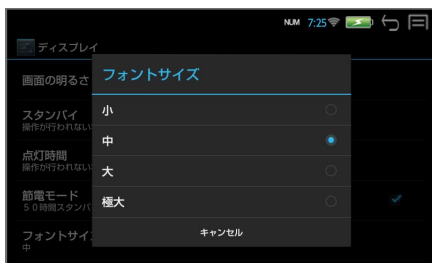 NUM 7:25
ディスプレイ
画面の明るさ
フォントサイズ
スタンバイ
操作が行われない
小
中
点灯時間
操作が行われない
大
節電モード
50時間スタンバ
極大
フォントサイ
中
キャンセル